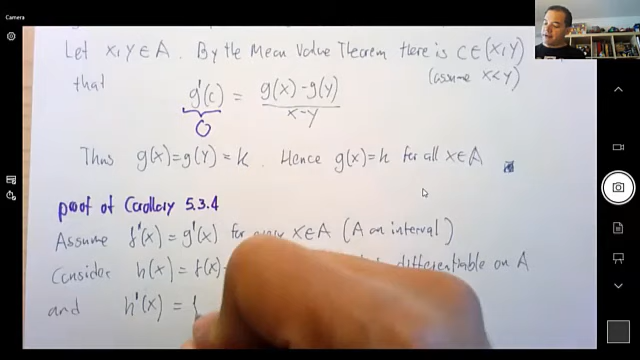 Camera
Let x, y ∈ A. By the Mean Value Theorem there is c ∈ (x, y)
that g'(c) = g(x) - g(y) / x - y (assume x < y)
0
Thus g(x) = g(y) = k. Hence g(x) = k for all x ∈ A
proof of Corollary 5.3.4
Assume f'(x) = g'(x) for every x ∈ A (A an interval)
Consider h(x) = f(x) - differentiable on A
and h'(x) =